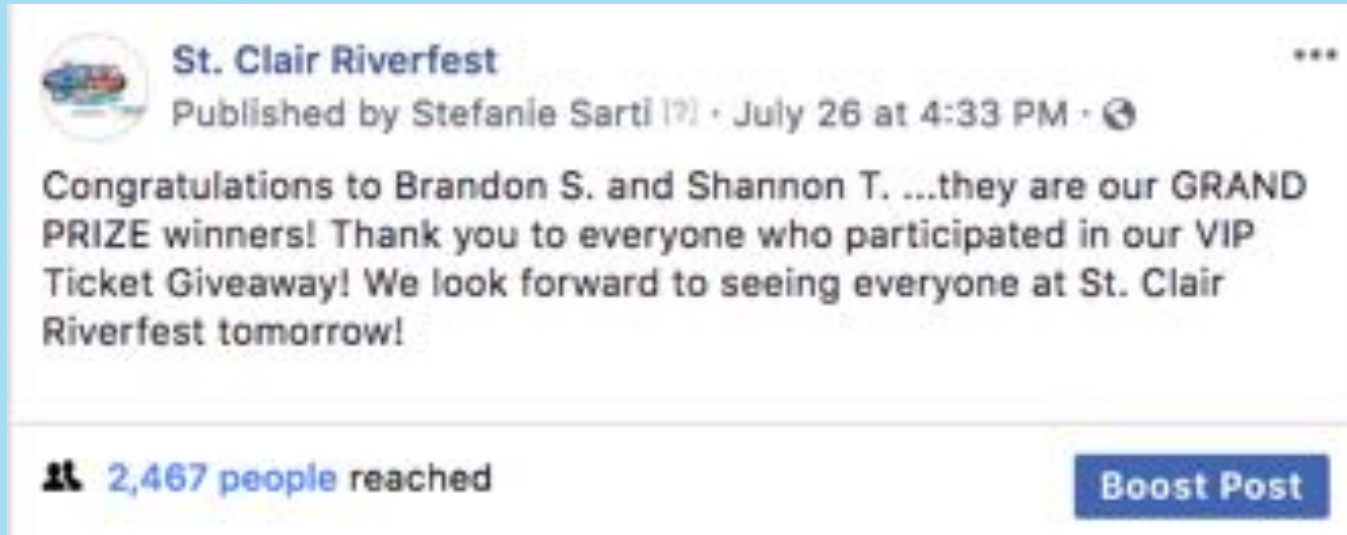 St. Clair Riverfest
Published by Stefanie Sarti [?] · July 26 at 4:33 PM ·
Congratulations to Brandon S. and Shannon T. ...they are our GRAND
PRIZE winners! Thank you to everyone who participated in our VIP
Ticket Giveaway! We look forward to seeing everyone at St. Clair
Riverfest tomorrow!
2,467 people reached
Boost Post